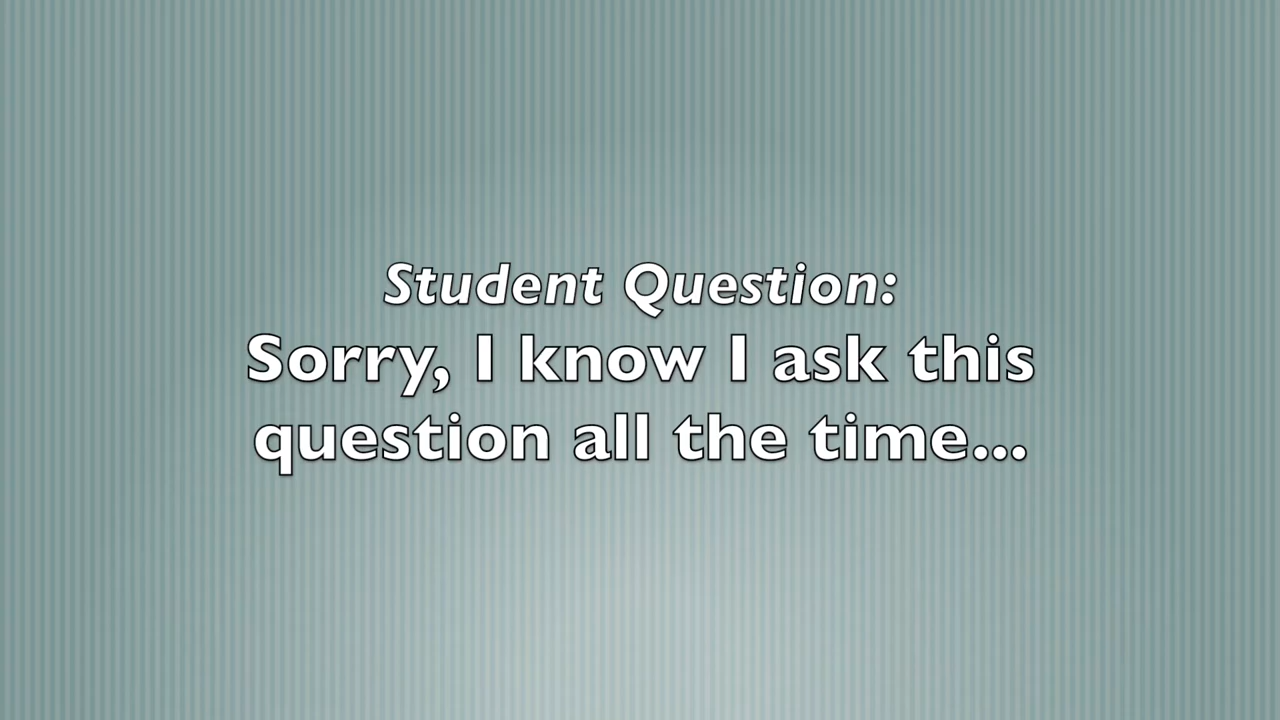 Student Question:
Sorry, I know I ask this
question all the time...